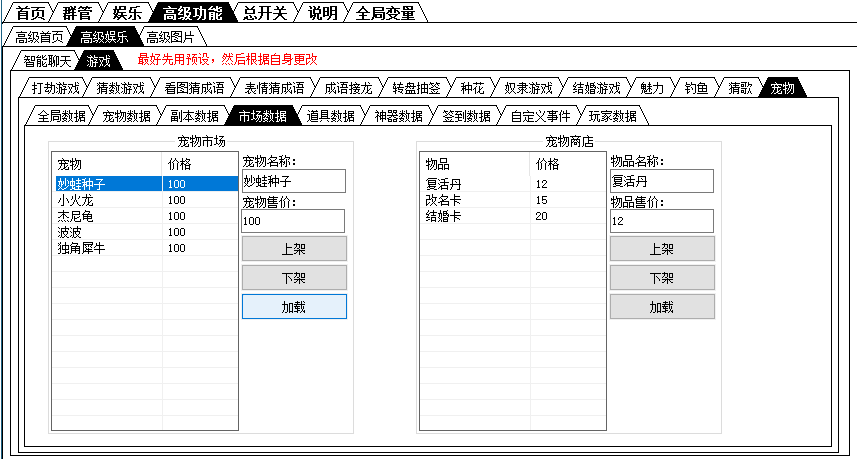 首页 群管 娱乐 高级功能 总开关 说明 全局变量
高级首页 高级娱乐 高级图片
智能聊天 游戏 最好先用预设，然后根据自身更改
打劫游戏 猜数游戏 看图猜成语 表情猜成语 成语接龙 转盘抽签 种花 奴隶游戏 结婚游戏 魅力 钓鱼 猜歌 宠物
全局数据 宠物数据 副本数据 市场数据 道具数据 神器数据 签到数据 自定义事件 玩家数据
宠物市场
宠物 价格
妙蛙种子 100
小火龙 100
杰尼龟 100
波波 100
独角犀牛 100
宠物名称：
妙蛙种子
宠物售价：
100
上架
下架
加载
宠物商店
物品 价格
复活丹 12
改名卡 15
结婚卡 20
物品名称：
复活丹
物品售价：
12
上架
下架
加载